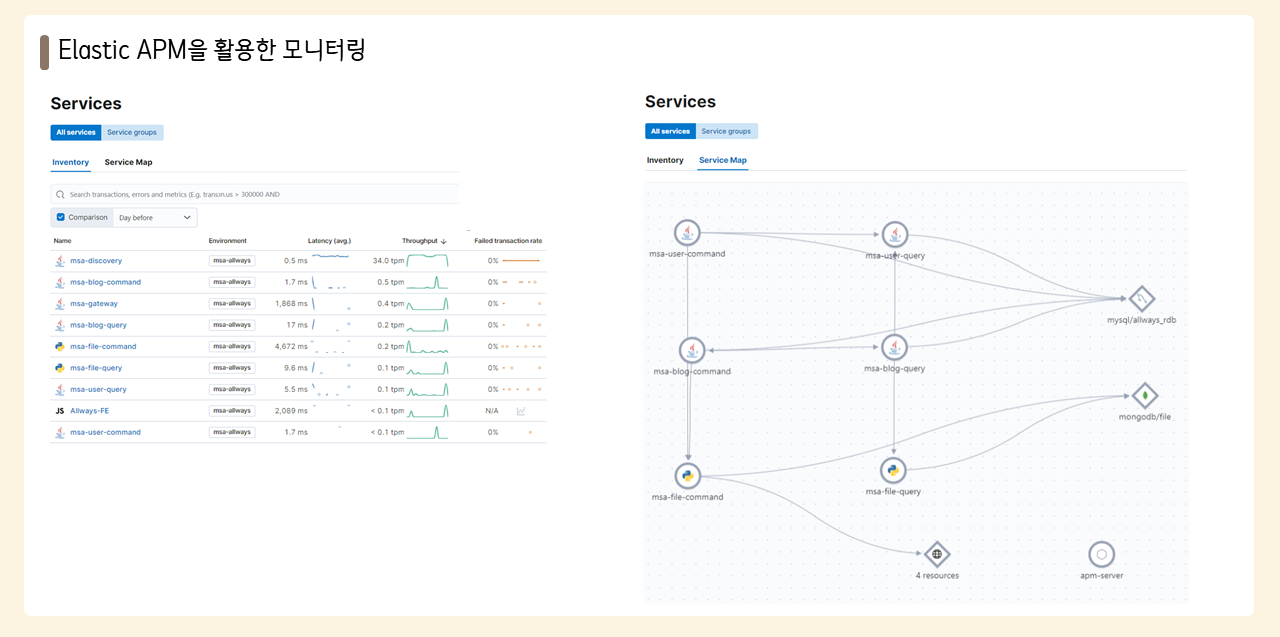 Elastic APM을 활용한 모니터링
Services
All services Service groups
Inventory Service Map
Search transactions, errors and metrics (E.g. transon.us > 300000 AND
Comparison Day before
Name Environment Latency (avg.) Throughput Failed transaction rate
msa-discovery msa-allways 0.5 ms 34.0 tpm 0%
msa-blog-command msa-allways 1.7 ms 0.5 tpm 0%
msa-gateway msa-allways 1,868 ms 0.4 tpm 0%
msa-blog-query msa-allways 17 ms 0.2 tpm 0%
msa-file-command msa-allways 4,672 ms 0.2 tpm 0%
msa-file-query msa-allways 9.6 ms 0.1 tpm 0%
msa-user-query msa-allways 5.5 ms 0.1 tpm 0%
JS Allways-FE msa-allways 2,089 ms < 0.1 tpm N/A
msa-user-command msa-allways 1.7 ms < 0.1 tpm 0%
Services
All services Service groups
Inventory Service Map
msa-user-command
msa-user-query
mysql/allways_rdb
msa-blog-command
msa-blog-query
mongodb/file
msa-file-command
msa-file-query
4 resources
apm-server